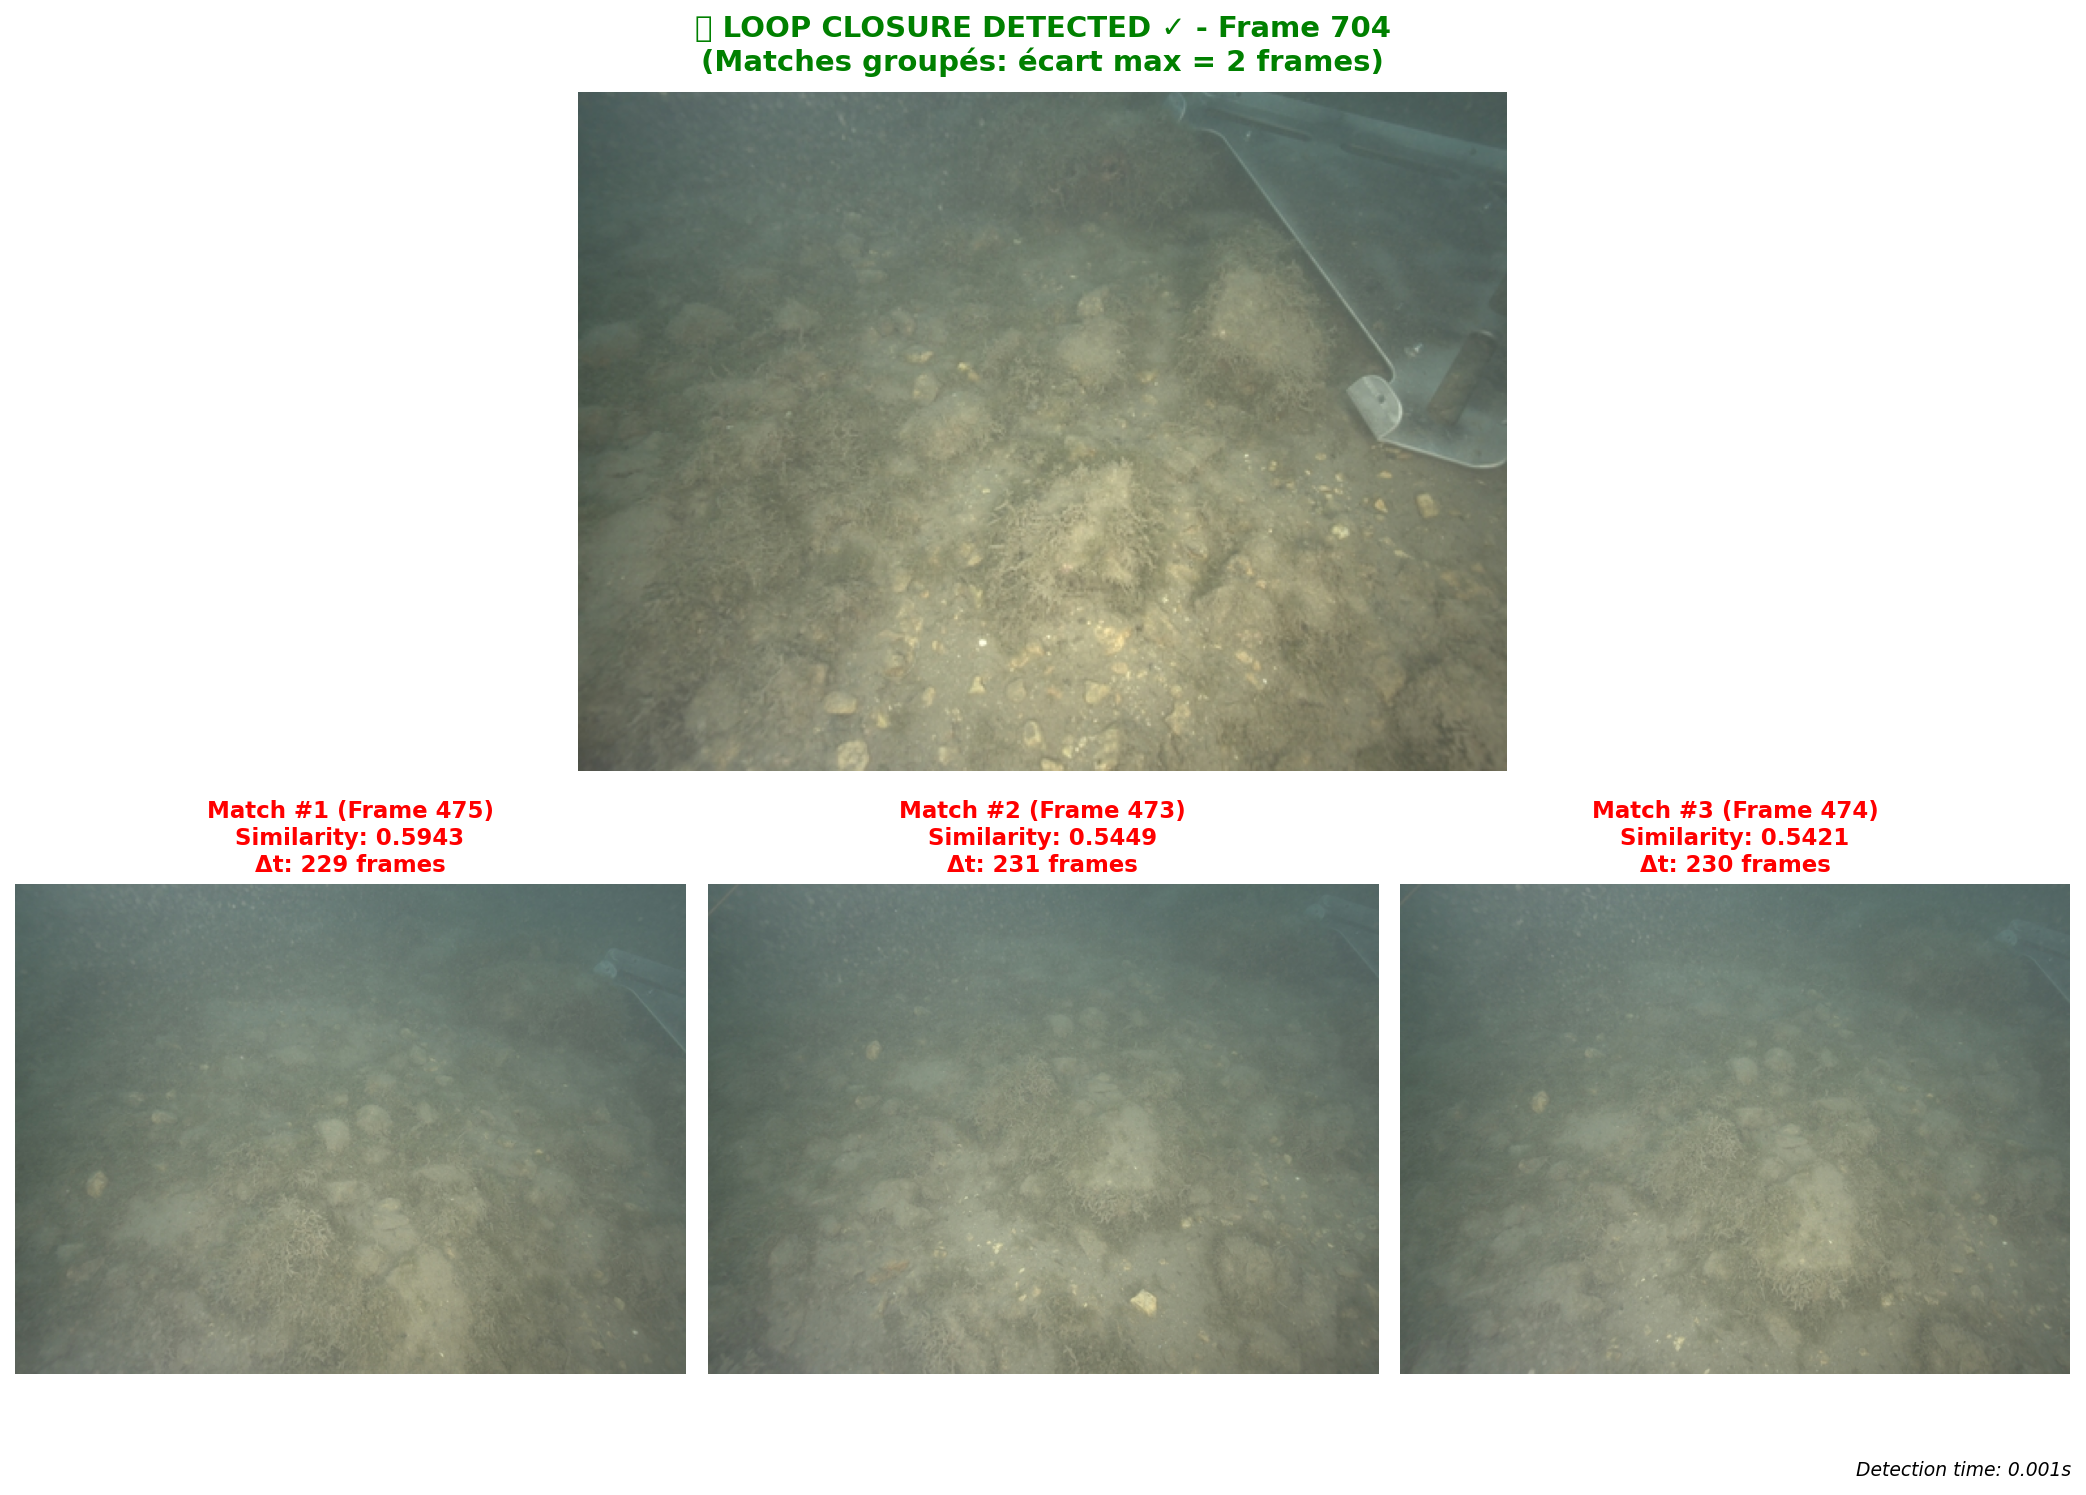 LOOP CLOSURE DETECTED ✓ - Frame 704
(Matches groupés: écart max = 2 frames)
Match #1 (Frame 475)
Similarity: 0.5943
Δt: 229 frames
Match #2 (Frame 473)
Similarity: 0.5449
Δt: 231 frames
Match #3 (Frame 474)
Similarity: 0.5421
Δt: 230 frames
Detection time: 0.001s